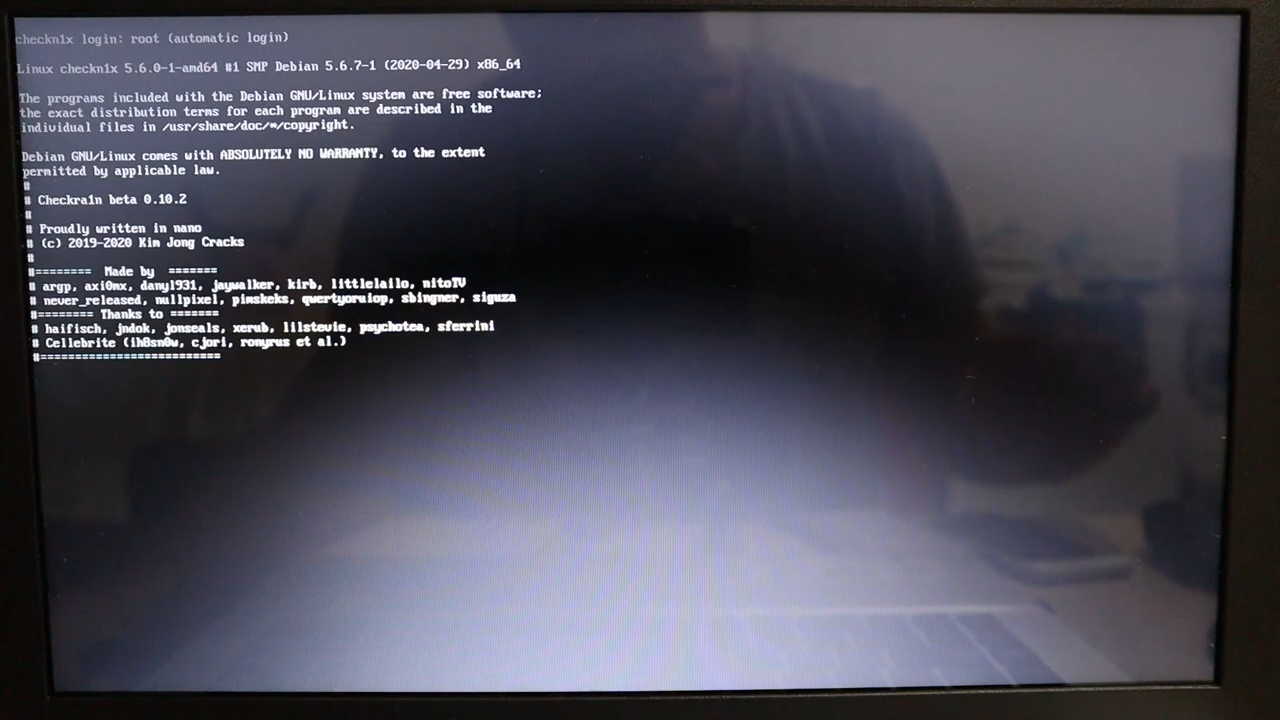 checkn1x login: root (automatic login)
Linux checkn1x 5.6.0-1-amd64 #1 SMP Debian 5.6.7-1 (2020-04-29) x86_64
The programs included with the Debian GNU/Linux system are free software;
the exact distribution terms for each program are described in the
individual files in /usr/share/doc/*/copyright.
Debian GNU/Linux comes with ABSOLUTELY NO WARRANTY, to the extent
permitted by applicable law.
#
# Checkra1n beta 0.10.2
#
# Proudly written in nano
# (c) 2019-2020 Kim Jong Cracks
#
#======== Made by =======
# argp, axi0mx, danyl931, jaywalker, kirb, littlelailo, nitoTV
# never_released, nullpixel, pimskeks, qwertyoruiop, sbingner, siguza
#======== Thanks to =======
# haifisch, jndok, jonseals, xerub, lilstevie, psychotea, sferrini
# Cellebrite (ih8sn0w, cjori, ronyrus et al.)
#==========================